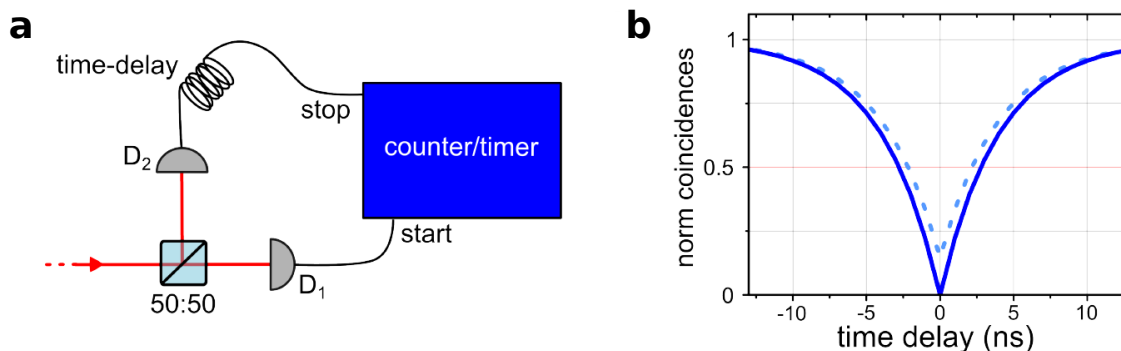 a
time-delay
stop
D2
counter/timer
start
D1
50:50
b
norm coincidences
1
0.5
0
-10
-5
0
5
10
time delay (ns)